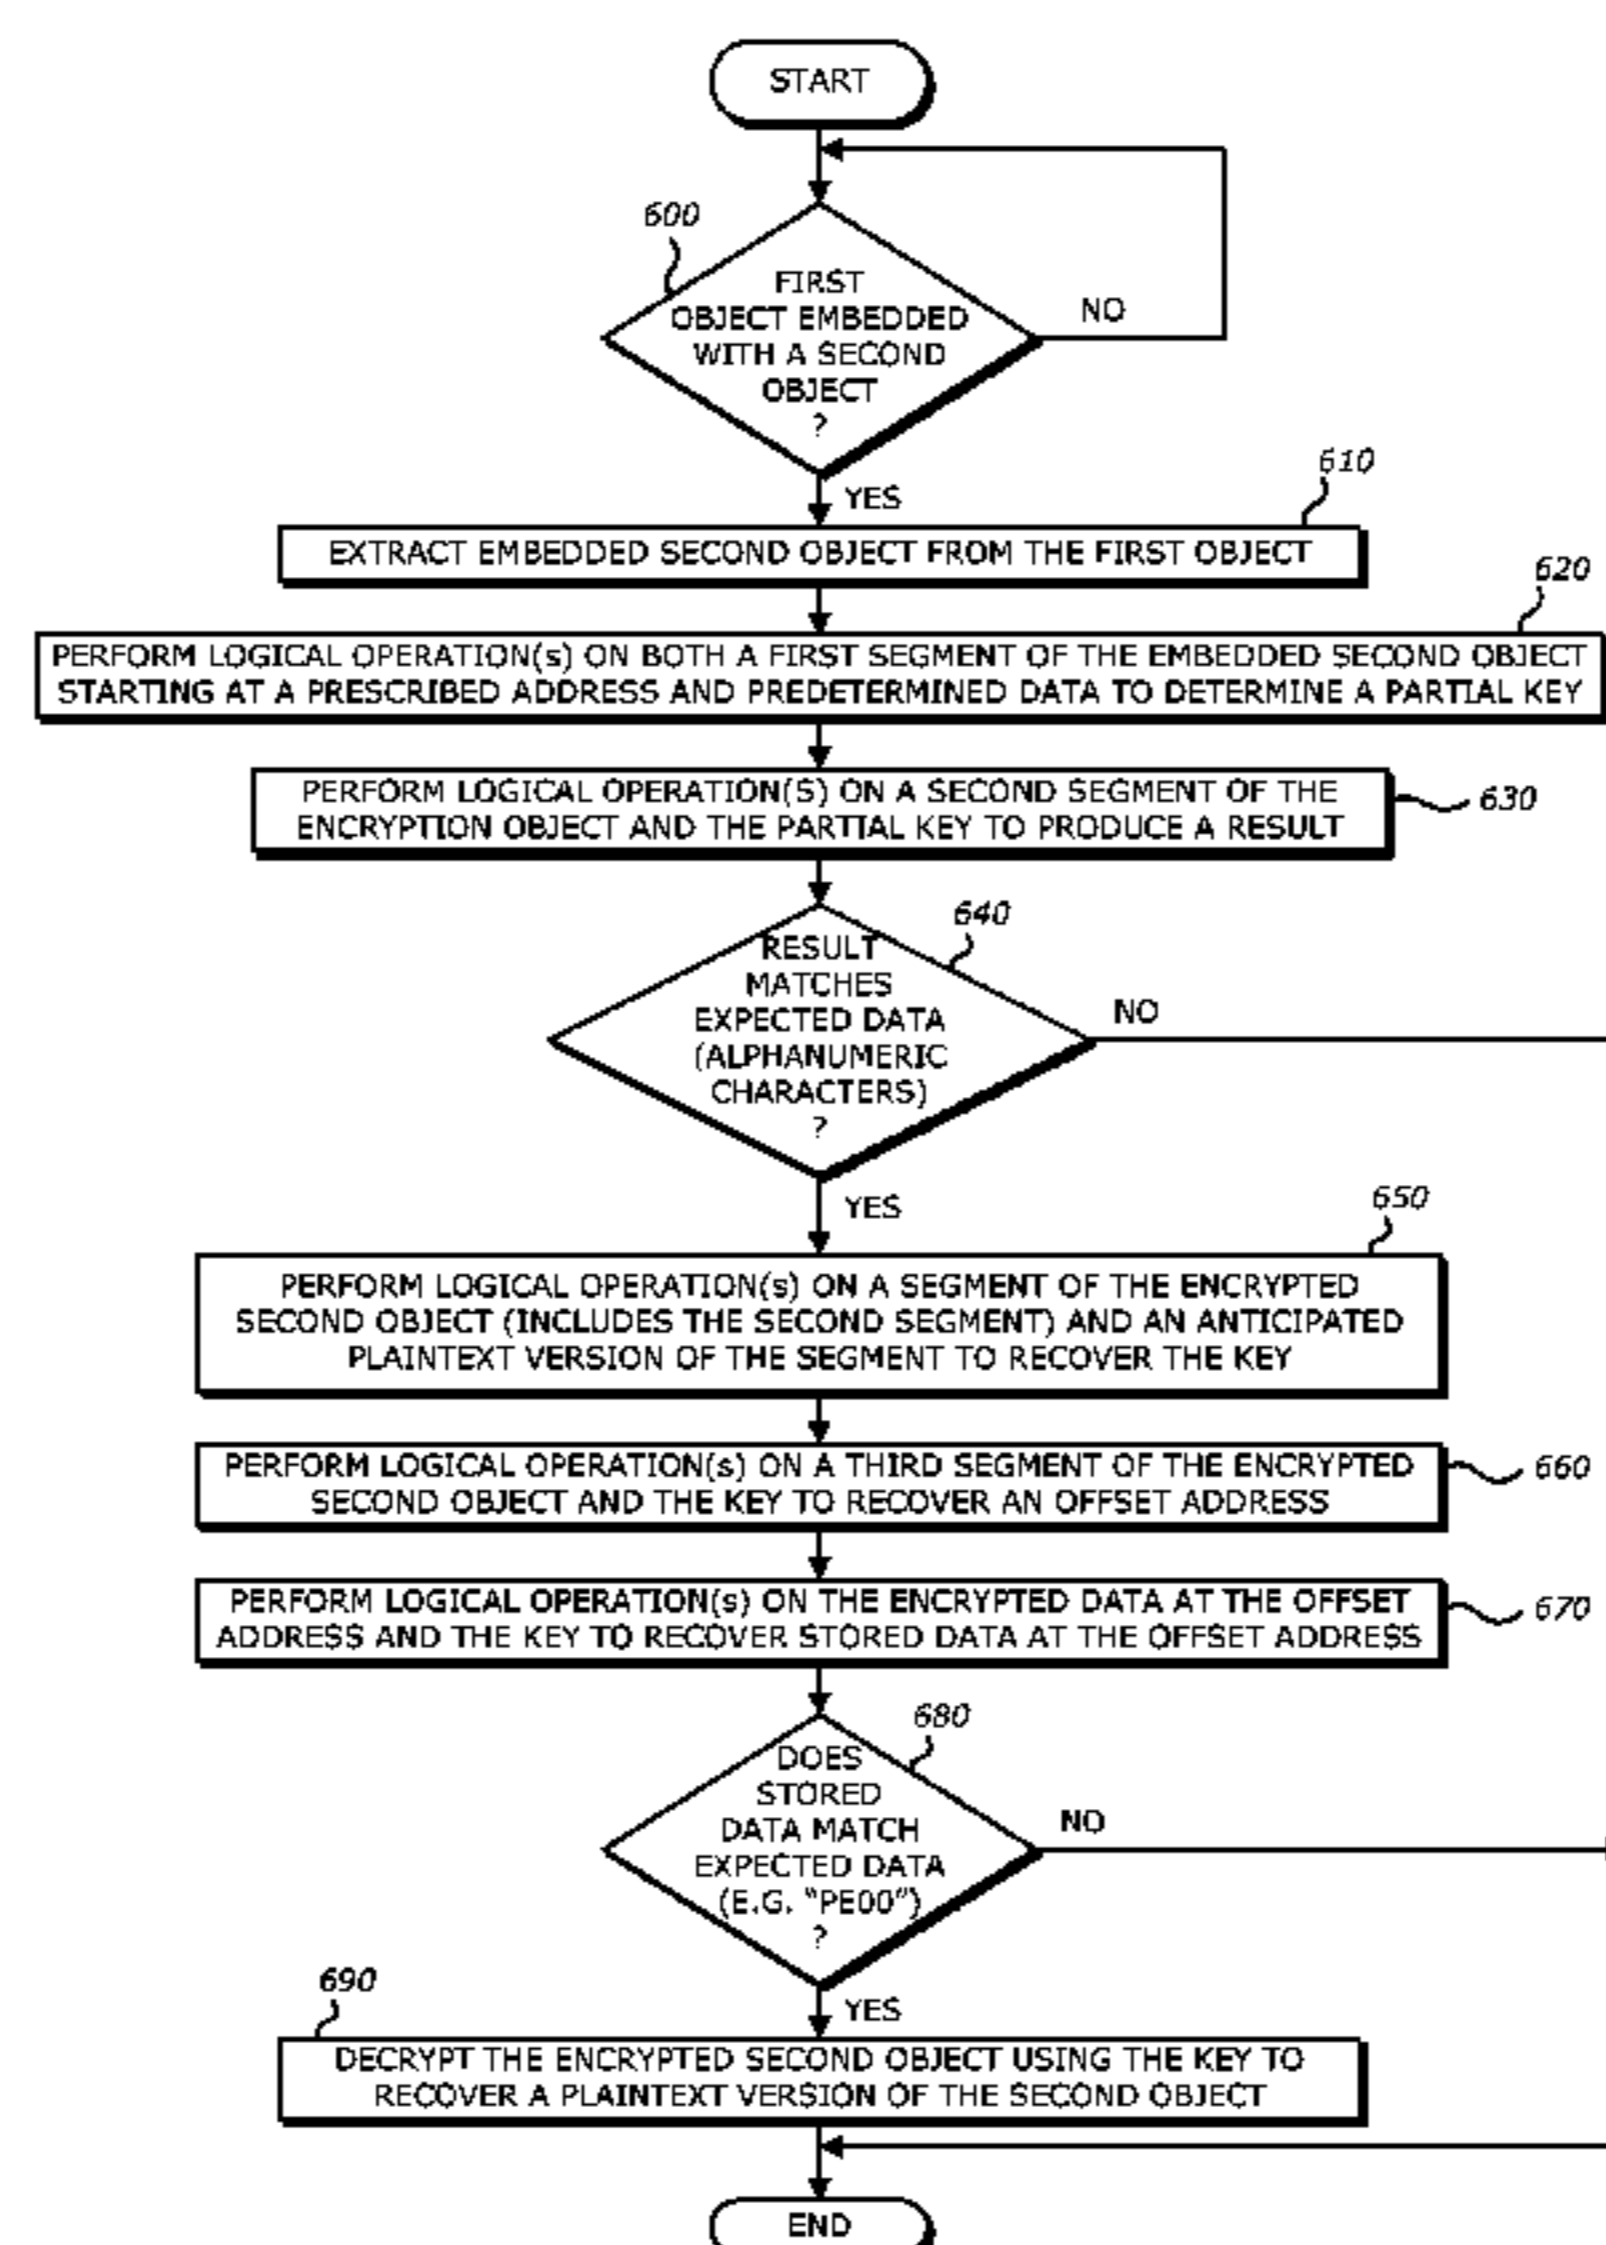 START
600
FIRST
OBJECT EMBEDDED
WITH A SECOND
OBJECT
?
NO
YES
610
EXTRACT EMBEDDED SECOND OBJECT FROM THE FIRST OBJECT
620
PERFORM LOGICAL OPERATION(s) ON BOTH A FIRST SEGMENT OF THE EMBEDDED SECOND OBJECT
STARTING AT A PRESCRIBED ADDRESS AND PREDETERMINED DATA TO DETERMINE A PARTIAL KEY
PERFORM LOGICAL OPERATION(S) ON A SECOND SEGMENT OF THE
ENCRYPTION OBJECT AND THE PARTIAL KEY TO PRODUCE A RESULT
630
640
RESULT
MATCHES
EXPECTED DATA
(ALPHANUMERIC
CHARACTERS)
?
NO
YES
650
PERFORM LOGICAL OPERATION(s) ON A SEGMENT OF THE ENCRYPTED
SECOND OBJECT (INCLUDES THE SECOND SEGMENT) AND AN ANTICIPATED
PLAINTEXT VERSION OF THE SEGMENT TO RECOVER THE KEY
PERFORM LOGICAL OPERATION(s) ON A THIRD SEGMENT OF THE ENCRYPTED
SECOND OBJECT AND THE KEY TO RECOVER AN OFFSET ADDRESS
660
PERFORM LOGICAL OPERATION(s) ON THE ENCRYPTED DATA AT THE OFFSET
ADDRESS AND THE KEY TO RECOVER STORED DATA AT THE OFFSET ADDRESS
670
680
DOES
STORED
DATA MATCH
EXPECTED DATA
(E.G. "PE00")
?
NO
YES
690
DECRYPT THE ENCRYPTED SECOND OBJECT USING THE KEY TO
RECOVER A PLAINTEXT VERSION OF THE SECOND OBJECT
END